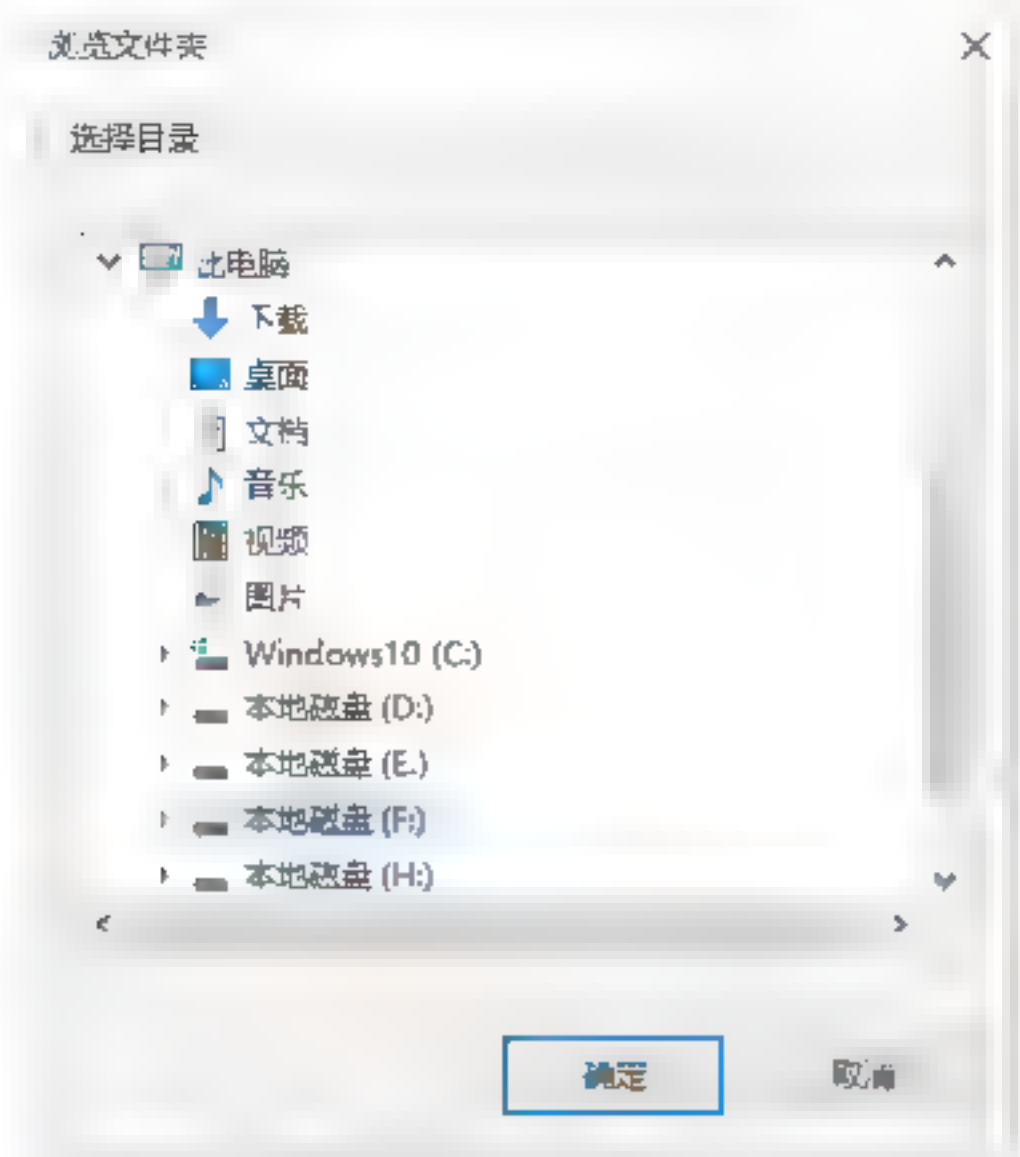 浏览文件夹
选择目录
此电脑
下载
桌面
文档
音乐
视频
图片
Windows10 (C:)
本地磁盘 (D:)
本地磁盘 (E:)
本地磁盘 (F:)
本地磁盘 (H:)
确定
取消